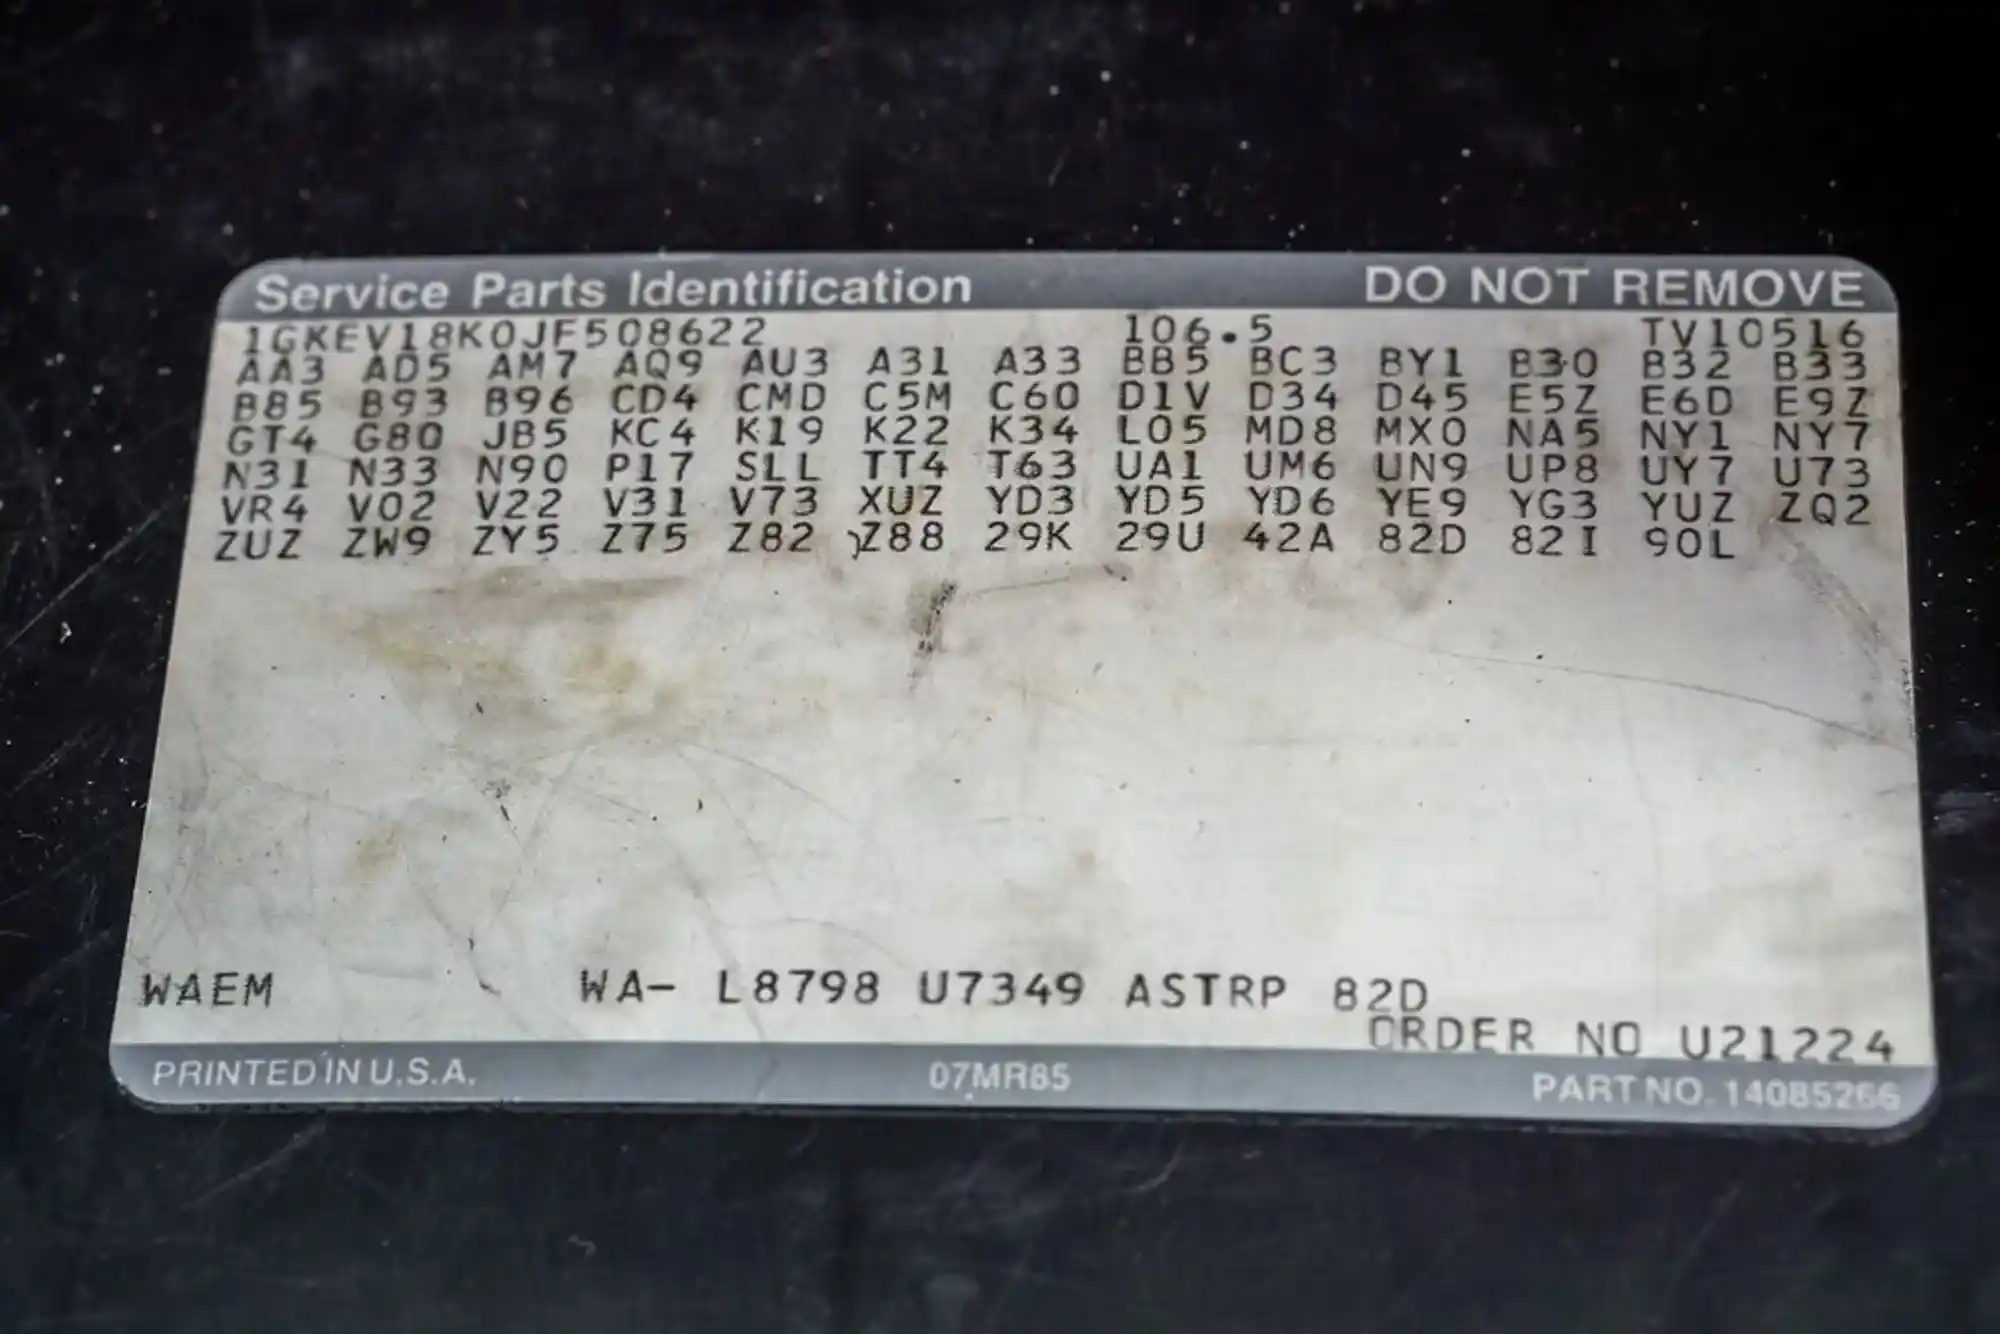 Service Parts Identification DO NOT REMOVE
1GKEV18K0JF508622 106.5 TV10516
AA3 AD5 AM7 AQ9 AU3 A31 A33 BB5 BC3 BY1 B30 B32 B33
B85 B93 B96 CD4 CMD C5M C60 D1V D34 D45 E5Z E6D E9Z
GT4 G80 JB5 KC4 K19 K22 K34 L05 MD8 MX0 NA5 NY1 NY7
N31 N33 N90 P17 SLL TT4 T63 UA1 UM6 UN9 UP8 UY7 U73
VR4 V02 V22 V31 V73 XUZ YD3 YD5 YD6 YE9 YG3 YUZ ZQ2
ZUZ ZW9 ZY5 Z75 Z82 Z88 29K 29U 42A 82D 82I 90L
WAEM WA- L8798 U7349 ASTRP 82D
ORDER NO U21224
PRINTED IN U.S.A. 07MR85 PART NO. 14085266